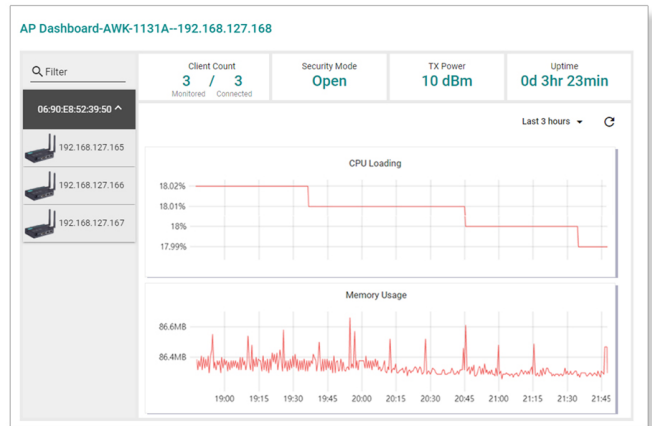 AP Dashboard-AWK-1131A--192.168.127.168
Filter
Client Count
3 / 3
Monitored Connected
Security Mode
Open
TX Power
10 dBm
Uptime
0d 3hr 23min
06:90:E8:52:39:50
192.168.127.165
192.168.127.166
192.168.127.167
Last 3 hours
CPU Loading
18.02%
18.01%
18%
17.99%
Memory Usage
86.6MB
86.4MB
19:00 19:15 19:30 19:45 20:00 20:15 20:30 20:45 21:00 21:15 21:30 21:45